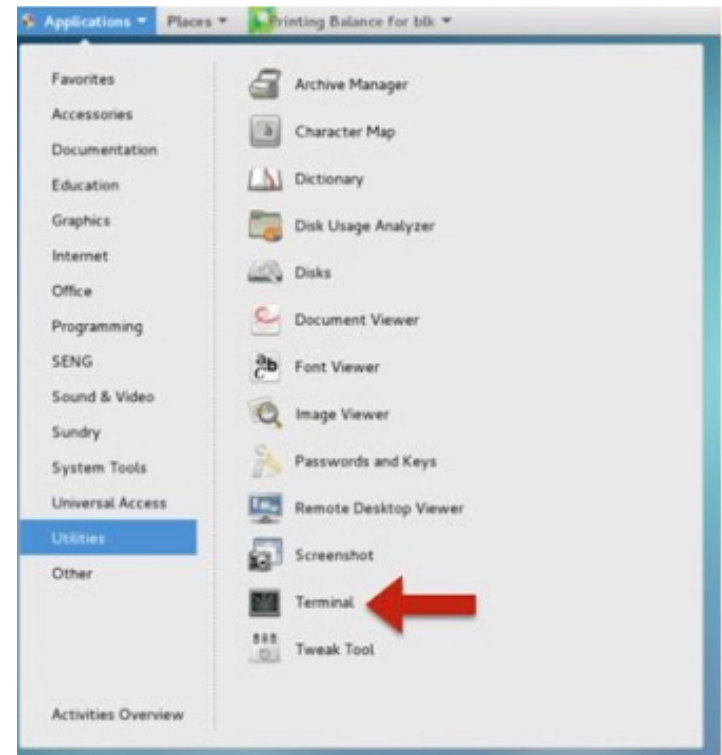 Applications Places Printing Balance for blk
Favorites
Accessories
Documentation
Education
Graphics
Internet
Office
Programming
SENG
Sound & Video
Sundry
System Tools
Universal Access
Utilities
Other
Activities Overview
Archive Manager
Character Map
Dictionary
Disk Usage Analyzer
Disks
Document Viewer
Font Viewer
Image Viewer
Passwords and Keys
Remote Desktop Viewer
Screenshot
Terminal
Tweak Tool